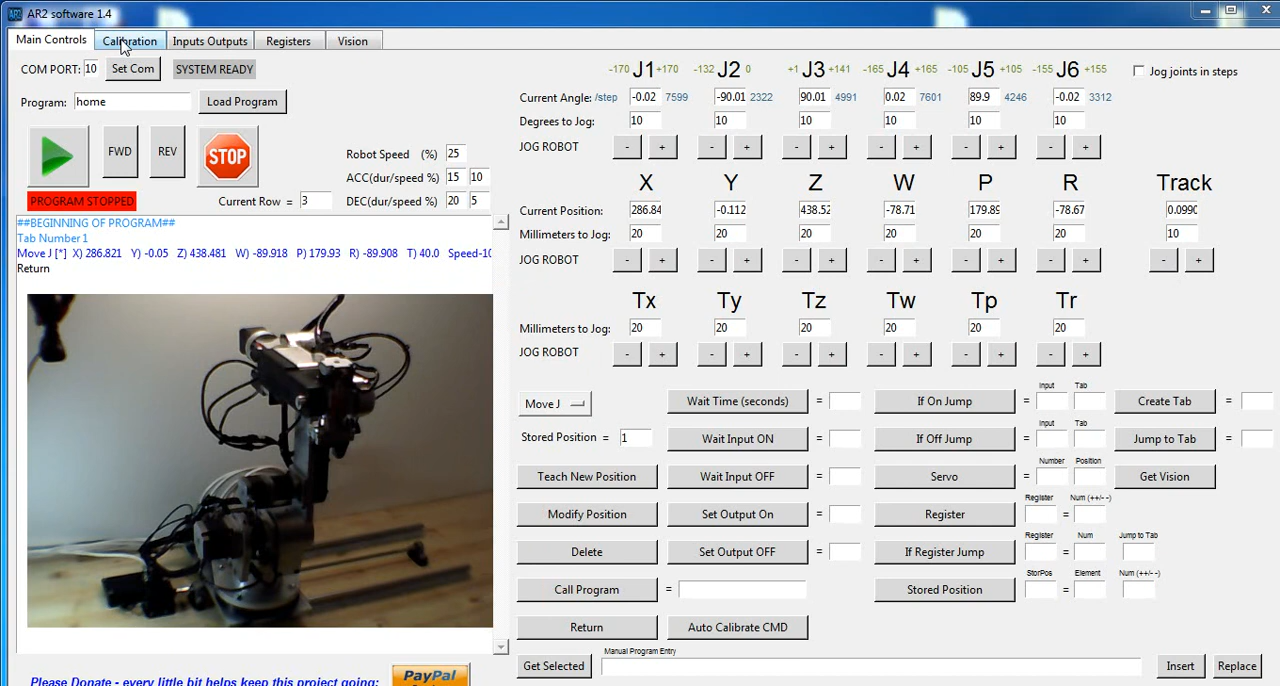 AR2 software 1.4
Main Controls Calibration Inputs Outputs Registers Vision
COM PORT: 10 Set Com SYSTEM READY
Program: home Load Program
FWD REV STOP
Robot Speed (%) 25
ACC(dur/speed %) 15 10
DEC(dur/speed %) 20 5
PROGRAM STOPPED Current Row = 3
##BEGINNING OF PROGRAM##
Tab Number 1
Move J [*] X) 286.821 Y) -0.05 Z) 438.481 W) -89.918 P) 179.93 R) -89.908 T) 40.0 Speed-10
Return
Please Donate - every little bit helps keep this project going:
PayPal
-170 J1 +170 -132 J2 0 +1 J3 +141 -165 J4 +165 -105 J5 +105 -155 J6 +155
Jog joints in steps
Current Angle: /step -0.02 7599 -90.01 2322 90.01 4991 0.02 7601 89.9 4246 -0.02 3312
Degrees to Jog: 10 10 10 10 10 10
JOG ROBOT - + - + - + - + - + - +
X Y Z W P R Track
Current Position: 286.84 -0.112 438.52 -78.71 179.89 -78.67 0.0990
Millimeters to Jog: 20 20 20 20 20 20 10
JOG ROBOT - + - + - + - + - + - + - +
Tx Ty Tz Tw Tp Tr
Millimeters to Jog: 20 20 20 20 20 20
JOG ROBOT - + - + - + - + - + - +
Input Tab
Move J Wait Time (seconds) = If On Jump = Create Tab =
Input Tab
Stored Position = 1 Wait Input ON = If Off Jump = Jump to Tab =
Number Position
Teach New Position Wait Input OFF = Servo = Get Vision
Register Num (++/--)
Modify Position Set Output On = Register =
Register Num Jump to Tab
Delete Set Output OFF = If Register Jump =
StorPos Element Num (++/--)
Call Program = Stored Position =
Return Auto Calibrate CMD
Manual Program Entry
Get Selected Insert Replace